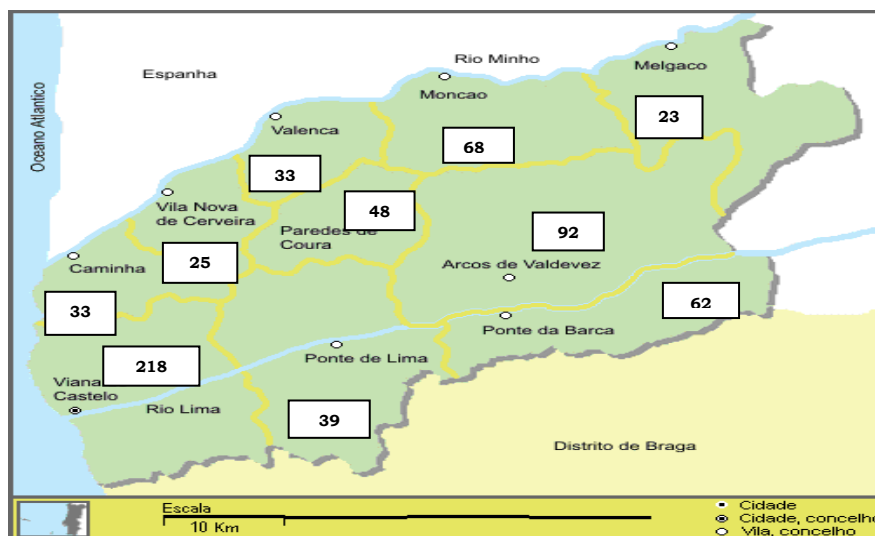 Rio Minho
Melgaco
Espanha
Moncao
Oceano Atlantico
23
Valenca
68
33
Vila Nova
de Cerveira
48
Paredes de
Coura
92
25
Caminha
Arcos de Valdevez
62
33
Ponte da Barca
218
Ponte de Lima
Viana
Castelo
Rio Lima
39
Distrito de Braga
Escala
10 Km
Cidade
Cidade, concelho
Vila, concelho